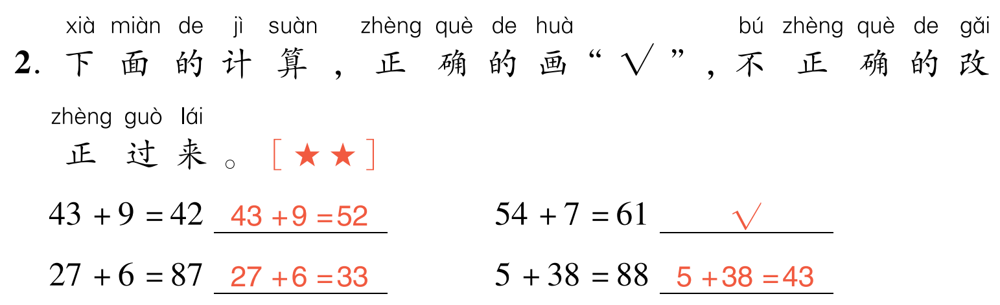 xià miàn de jì suàn zhèng què de huà bú zhèng què de gǎi
2. 下面的计算，正确的画“√”，不正确的改
zhèng guò lái
正过来。[★★]
43+9=42 43+9=52 54+7=61 √
27+6=87 27+6=33 5+38=88 5+38=43